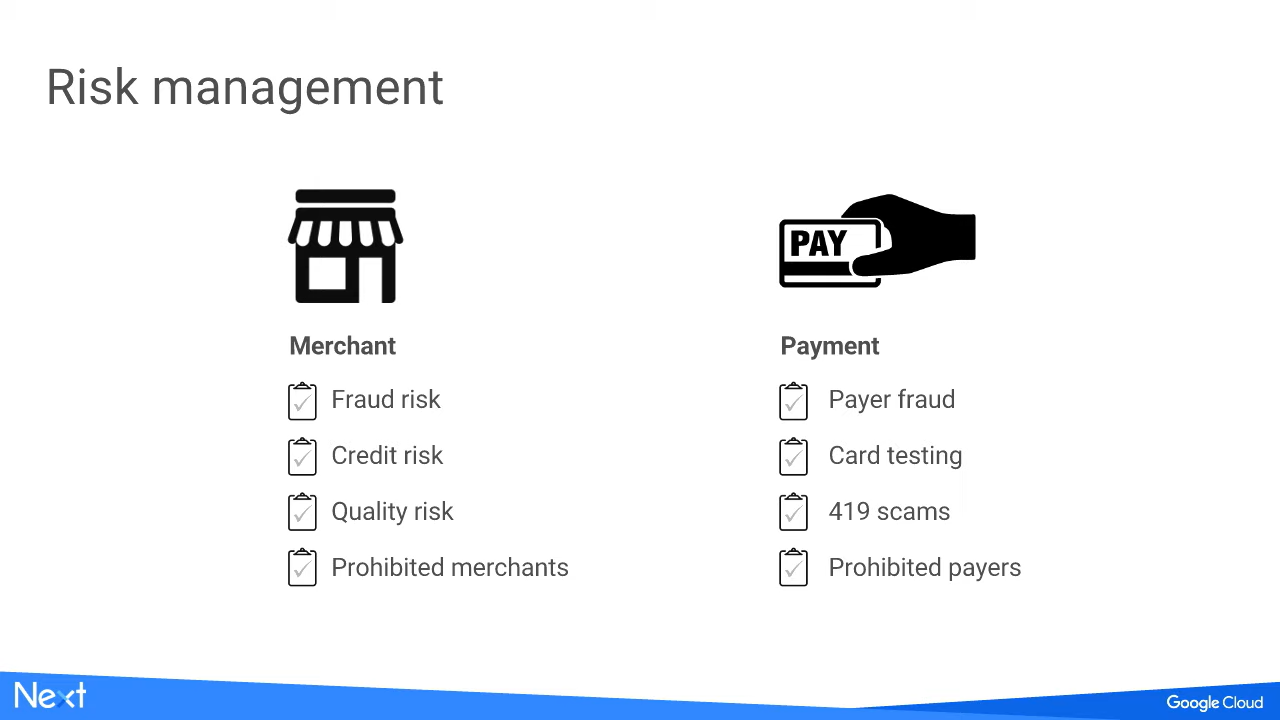 Risk management
PAY
Merchant
Fraud risk
Credit risk
Quality risk
Prohibited merchants
Payment
Payer fraud
Card testing
419 scams
Prohibited payers
Next
Google Cloud